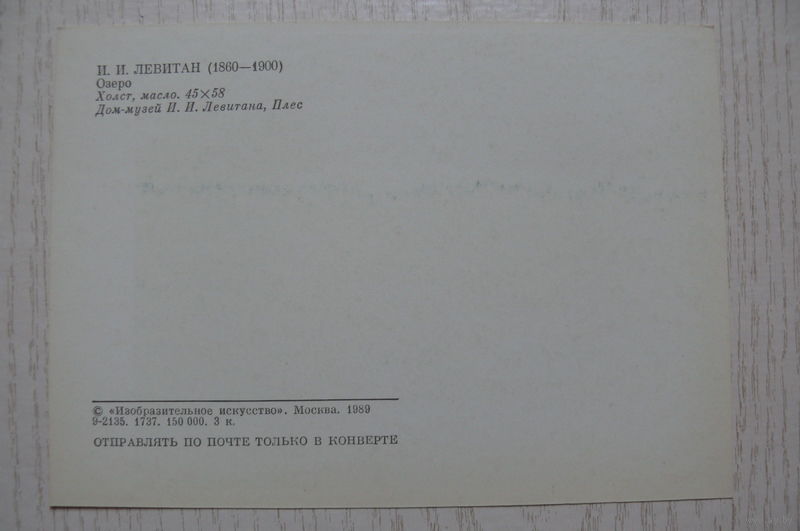 И. И. ЛЕВИТАН (1860—1900)
Озеро
Холст, масло. 45×58
Дом-музей И. И. Левитана, Плес
© «Изобразительное искусство». Москва. 1989
9-2135. 1737. 150 000. 3 к.
ОТПРАВЛЯТЬ ПО ПОЧТЕ ТОЛЬКО В КОНВЕРТЕ